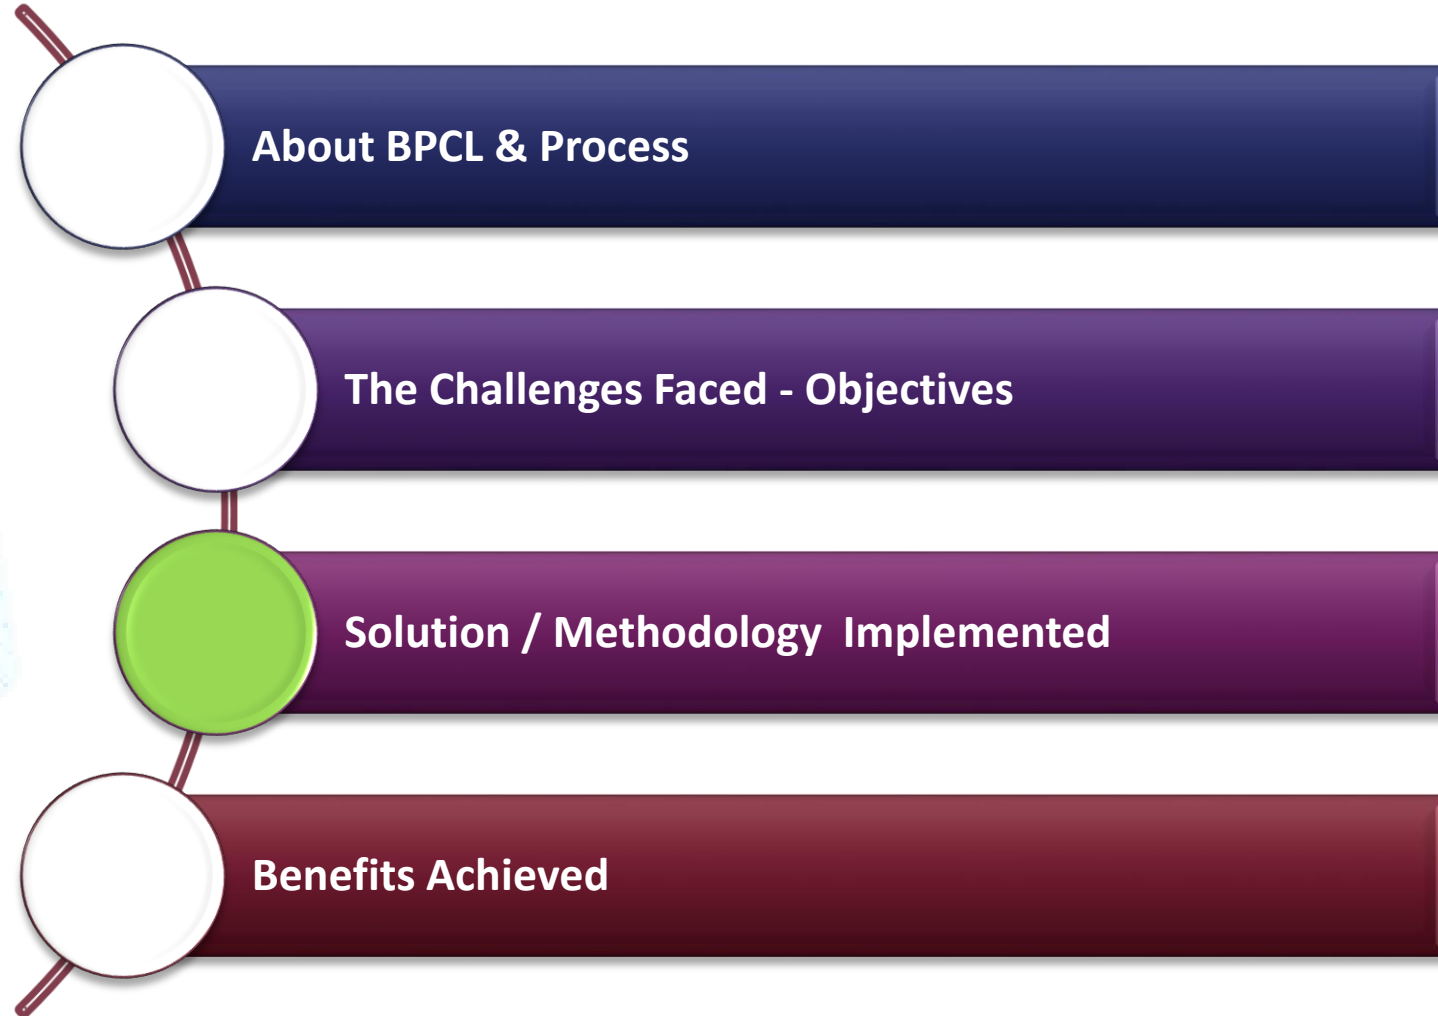 About BPCL & Process
The Challenges Faced - Objectives
Solution / Methodology  Implemented
Benefits Achieved